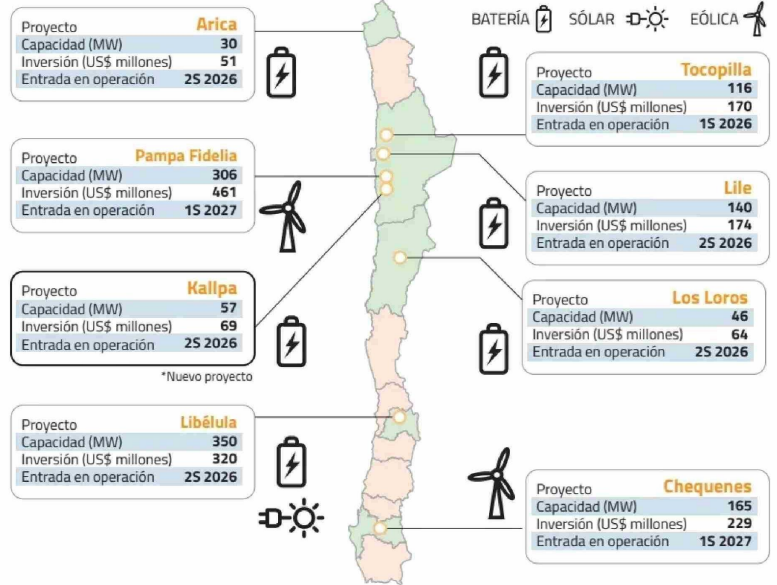 BATERÍA SÓLAR EÓLICA
Proyecto Arica
Capacidad (MW) 30
Inversión (US$ millones) 51
Entrada en operación 2S 2026
Proyecto Tocopilla
Capacidad (MW) 116
Inversión (US$ millones) 170
Entrada en operación 1S 2026
Proyecto Pampa Fidelia
Capacidad (MW) 306
Inversión (US$ millones) 461
Entrada en operación 1S 2027
Proyecto Lile
Capacidad (MW) 140
Inversión (US$ millones) 174
Entrada en operación 2S 2026
Proyecto Kallpa
Capacidad (MW) 57
Inversión (US$ millones) 69
Entrada en operación 2S 2026
*Nuevo proyecto
Proyecto Los Loros
Capacidad (MW) 46
Inversión (US$ millones) 64
Entrada en operación 2S 2026
Proyecto Libélula
Capacidad (MW) 350
Inversión (US$ millones) 320
Entrada en operación 2S 2026
Proyecto Chequenes
Capacidad (MW) 165
Inversión (US$ millones) 229
Entrada en operación 1S 2027